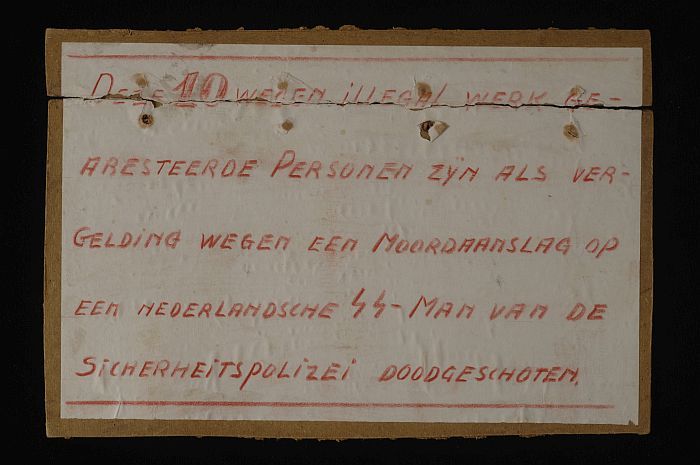 DEZE 10 WEGEN ILLEGAL WERK GE-
ARESTEERDE PERSONEN ZYN ALS VER-
GELDING WEGEN EEN MOORDAANSLAG OP
EEN NEDERLANDSCHE SS-MAN VAN DE
SICHERHEITSPOLIZEI DOODGESCHOTEN.